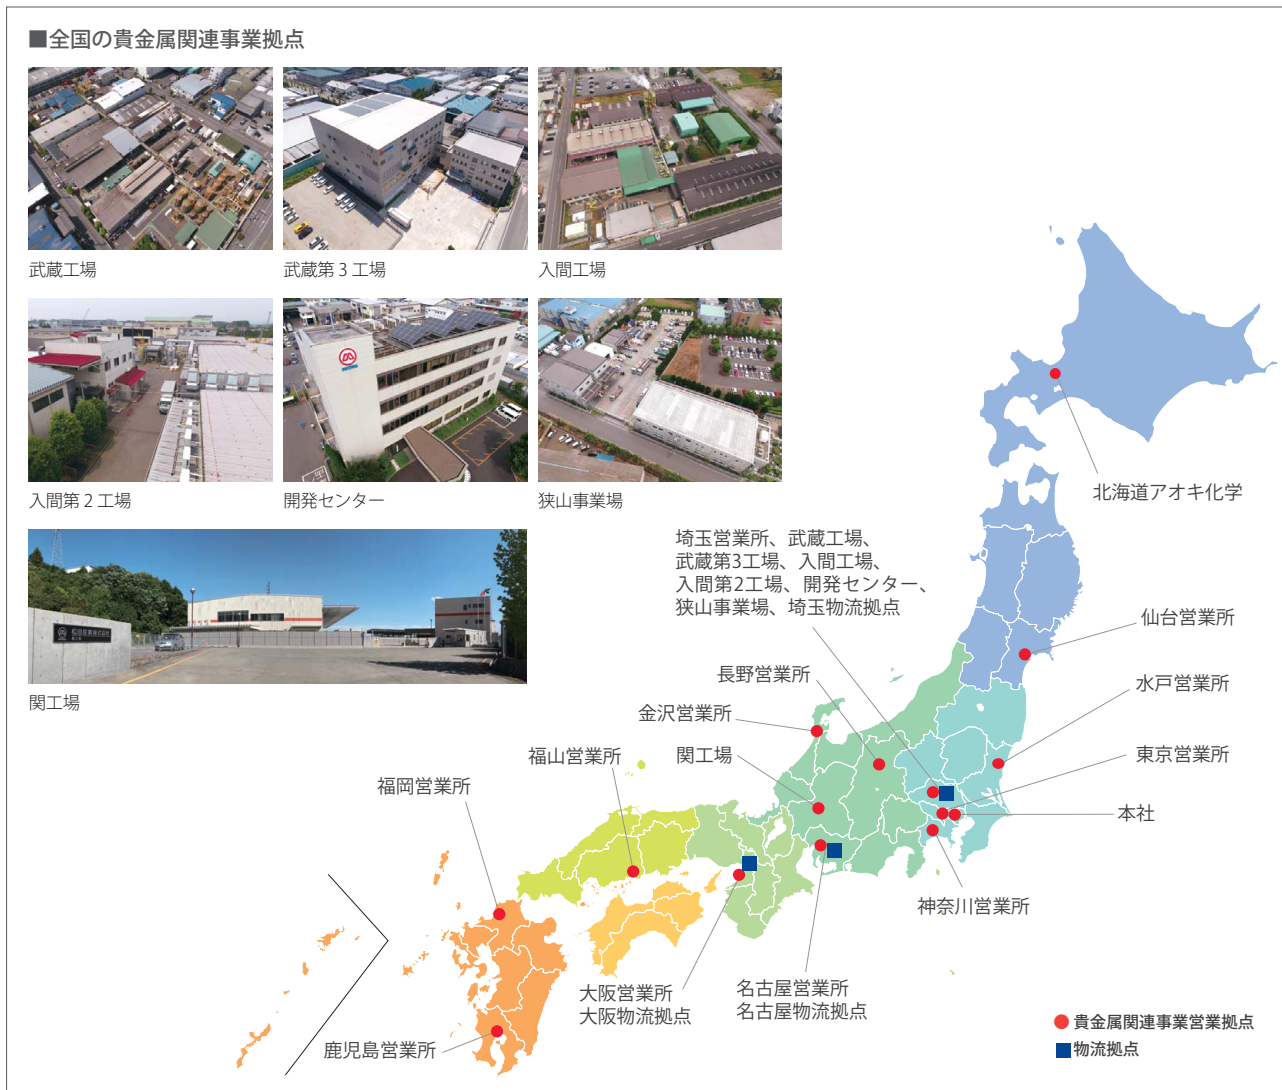 ■全国の貴金属関連事業拠点
武蔵工場
武蔵第3工場
入間工場
入間第2工場
開発センター
狭山事業場
松田産業株式会社
関工場
北海道アオキ化学
埼玉営業所、武蔵工場、
武蔵第3工場、入間工場、
入間第2工場、開発センター、
狭山事業場、埼玉物流拠点
仙台営業所
長野営業所
水戸営業所
金沢営業所
福山営業所
関工場
東京営業所
福岡営業所
本社
神奈川営業所
大阪営業所
大阪物流拠点
名古屋営業所
名古屋物流拠点
鹿児島営業所
貴金属関連事業営業拠点
物流拠点